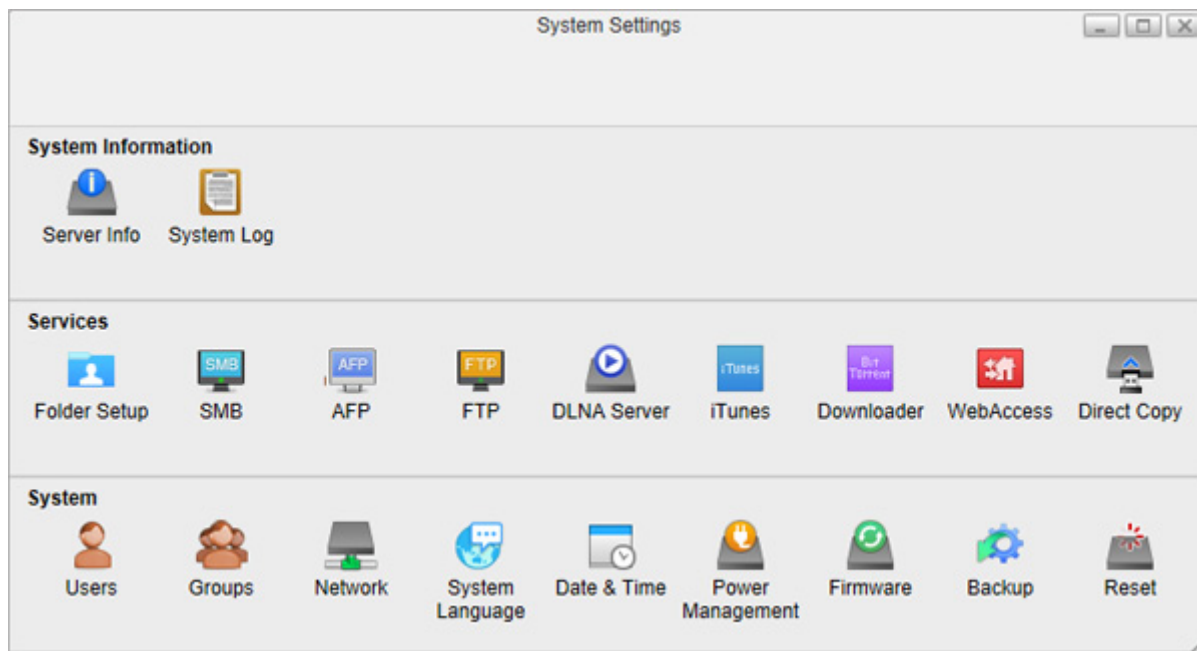 System Settings
System Information
Server Info
System Log
Services
SMB
AFP
FTP
iTunes
Bit
Torrent
Folder Setup
SMB
AFP
FTP
DLNA Server
iTunes
Downloader
WebAccess
Direct Copy
System
Users
Groups
Network
System
Language
Date & Time
Power
Management
Firmware
Backup
Reset